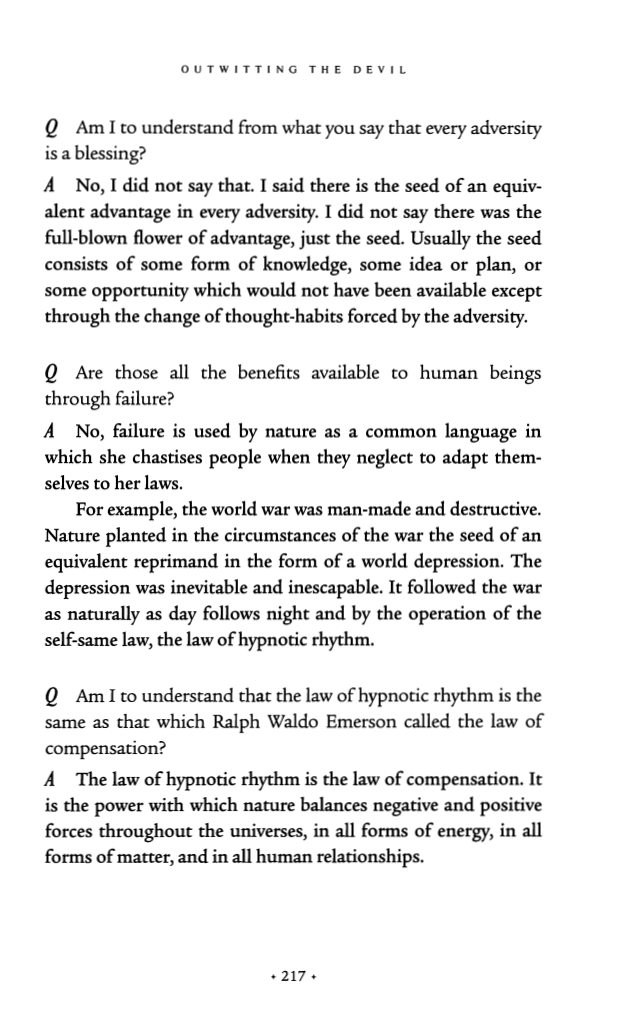 OUTWITTING THE DEVIL
Q Am I to understand from what you say that every adversity
is a blessing?
A No, I did not say that. I said there is the seed of an equiv-
alent advantage in every adversity. I did not say there was the
full-blown flower of advantage, just the seed. Usually the seed
consists of some form of knowledge, some idea or plan, or
some opportunity which would not have been available except
through the change of thought-habits forced by the adversity.
Q Are those all the benefits available to human beings
through failure?
A No, failure is used by nature as a common language in
which she chastises people when they neglect to adapt them-
selves to her laws.
For example, the world war was man-made and destructive.
Nature planted in the circumstances of the war the seed of an
equivalent reprimand in the form of a world depression. The
depression was inevitable and inescapable. It followed the war
as naturally as day follows night and by the operation of the
self-same law, the law of hypnotic rhythm.
Q Am I to understand that the law of hypnotic rhythm is the
same as that which Ralph Waldo Emerson called the law of
compensation?
A The law of hypnotic rhythm is the law of compensation. It
is the power with which nature balances negative and positive
forces throughout the universes, in all forms of energy, in all
forms of matter, and in all human relationships.
• 217 •